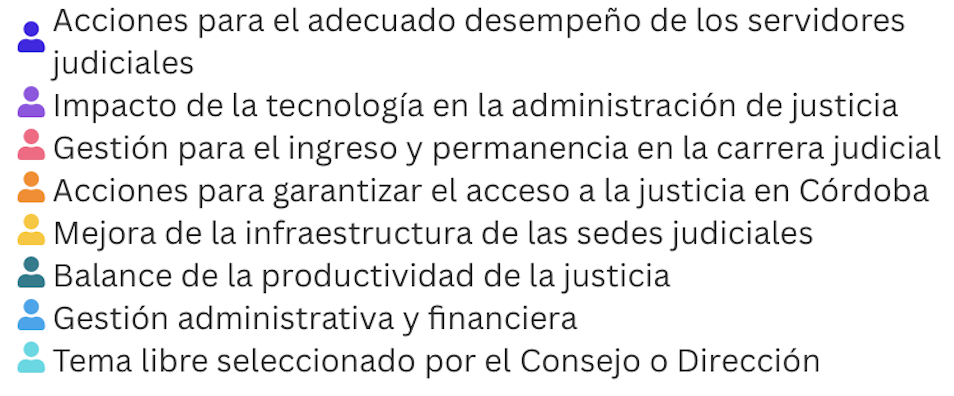 Acciones para el adecuado desempeño de los servidores
judiciales
Impacto de la tecnología en la administración de justicia
Gestión para el ingreso y permanencia en la carrera judicial
Acciones para garantizar el acceso a la justicia en Córdoba
Mejora de la infraestructura de las sedes judiciales
Balance de la productividad de la justicia
Gestión administrativa y financiera
Tema libre seleccionado por el Consejo o Dirección